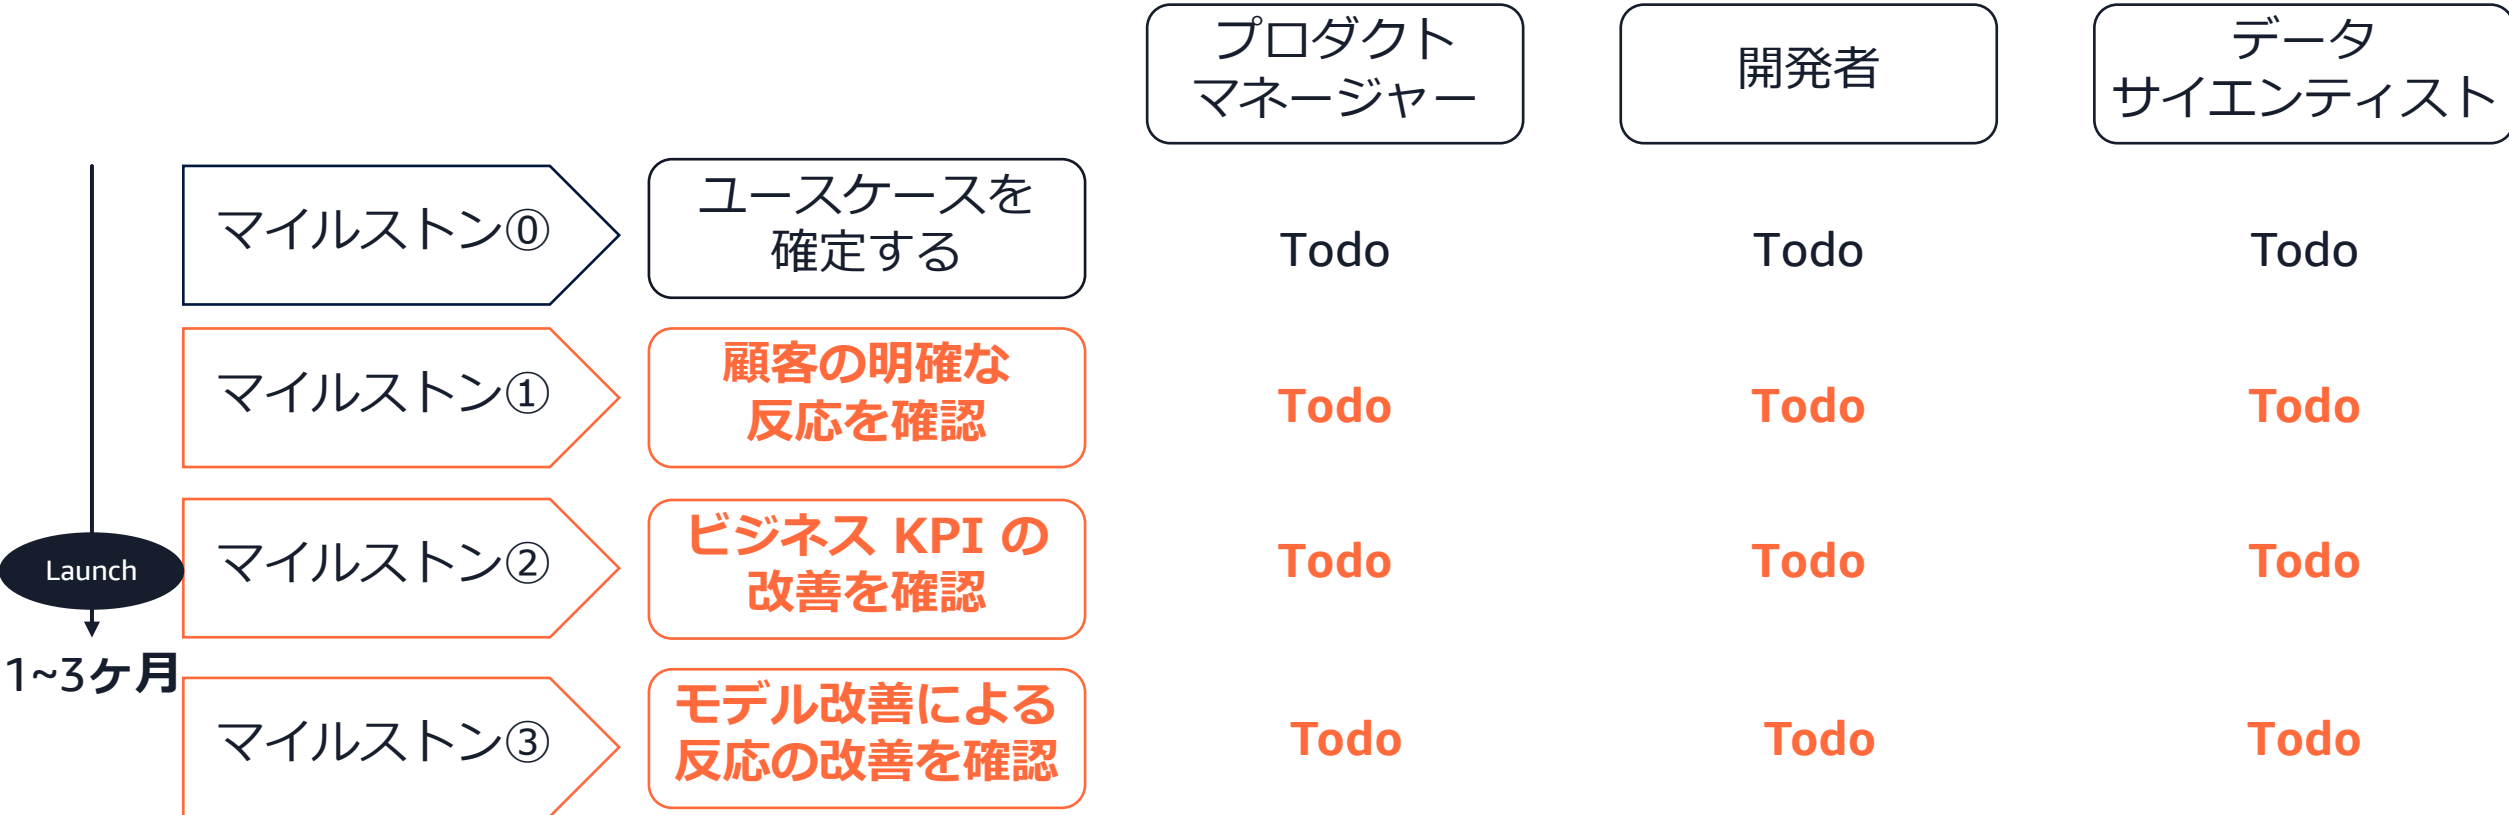 プロダクト
マネージャー
開発者
データ
サイエンティスト
マイルストン⓪
ユースケースを
確定する
Todo
Todo
Todo
マイルストン①
顧客の明確な
反応を確認
Todo
Todo
Todo
Launch
マイルストン②
ビジネス KPI の
改善を確認
Todo
Todo
Todo
1~3ヶ月
マイルストン③
モデル改善による
反応の改善を確認
Todo
Todo
Todo